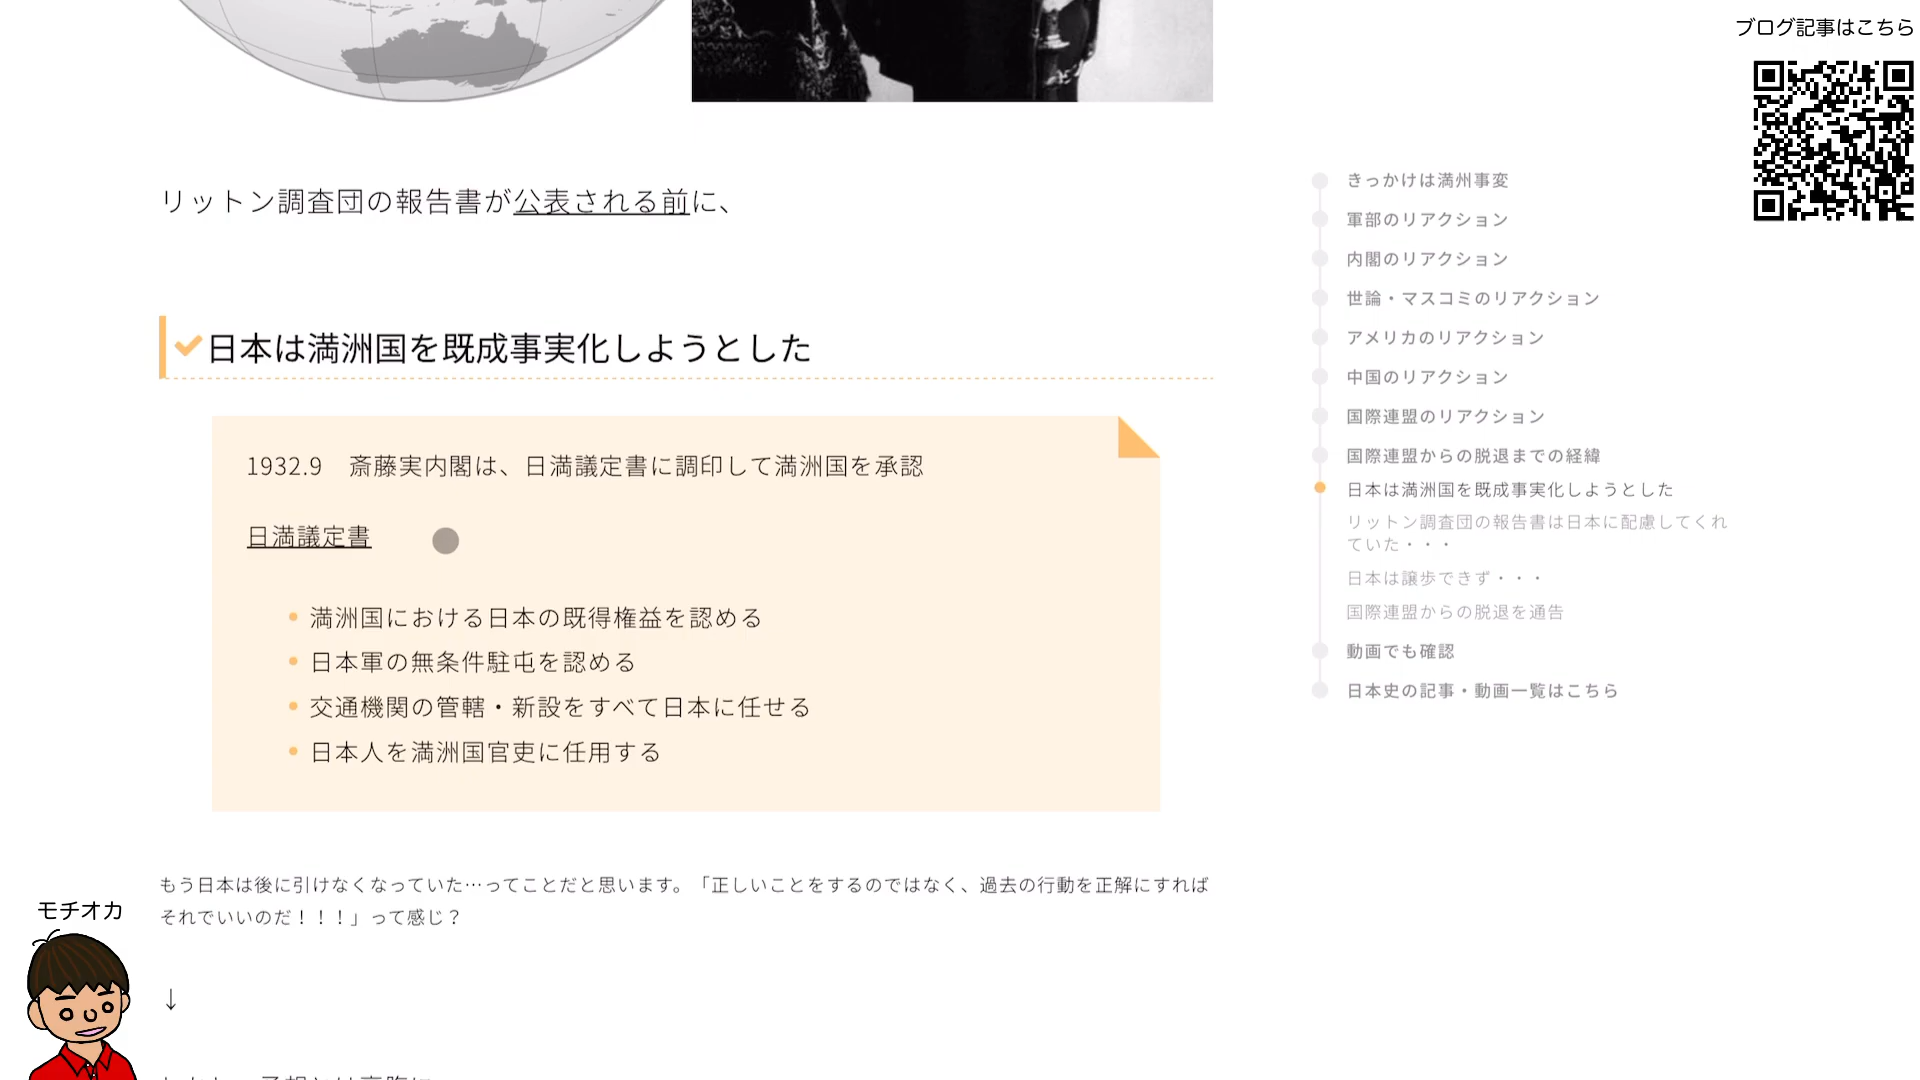 ブログ記事はこちら
リットン調査団の報告書が公表される前に、
日本は満洲国を既成事実化しようとした
1932.9　斎藤実内閣は、日満議定書に調印して満洲国を承認
日満議定書
満洲国における日本の既得権益を認める
日本軍の無条件駐屯を認める
交通機関の管轄・新設をすべて日本に任せる
日本人を満洲国官吏に任用する
もう日本は後に引けなくなっていた…ってことだと思います。「正しいことをするのではなく、過去の行動を正解にすれば
それでいいのだ！！！」って感じ？
↓
モチオカ
きっかけは満州事変
軍部のリアクション
内閣のリアクション
世論・マスコミのリアクション
アメリカのリアクション
中国のリアクション
国際連盟のリアクション
国際連盟からの脱退までの経緯
日本は満洲国を既成事実化しようとした
リットン調査団の報告書は日本に配慮してくれ
ていた・・・
日本は譲歩できず・・・
国際連盟からの脱退を通告
動画でも確認
日本史の記事・動画一覧はこちら